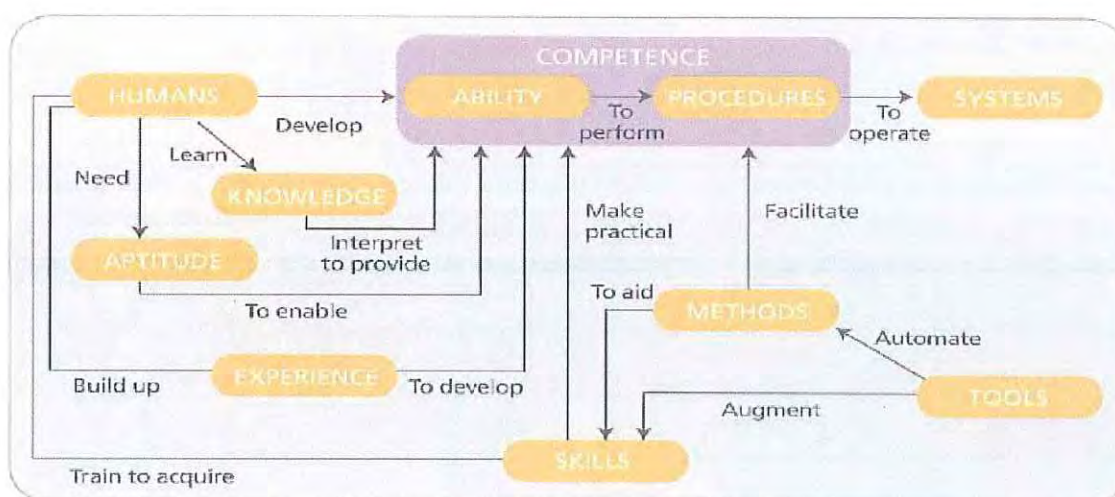 COMPETENCE
HUMANS
ABILITY
PROCEDURES
SYSTEMS
Develop
To
perform
To
operate
Learn
Need
KNOWLEDGE
Make
practical
Facilitate
Interpret
to provide
APTITUDE
To enable
To aid
METHODS
Automate
Build up
EXPERIENCE
To develop
TOOLS
Augment
SKILLS
Train to acquire